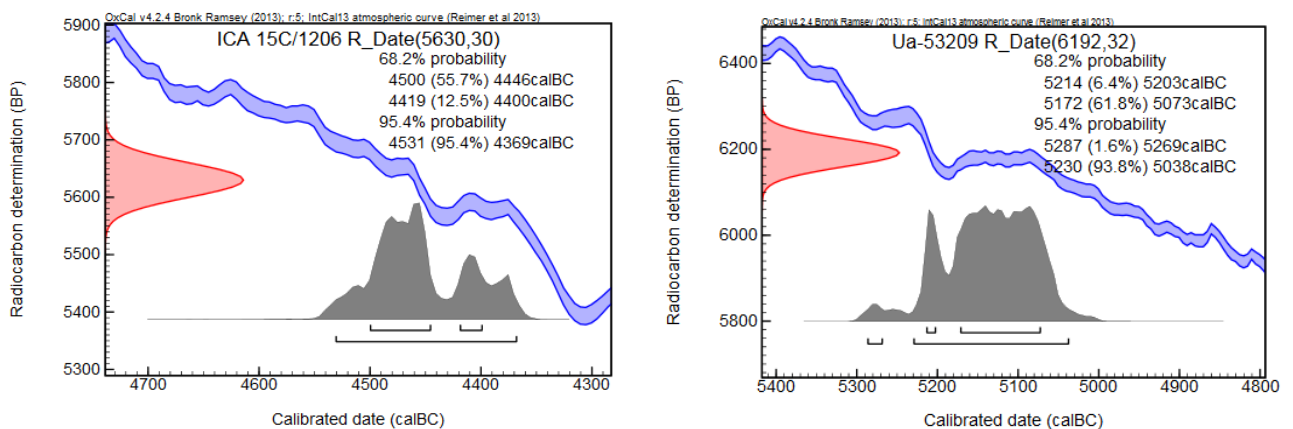 OxCal v4.2.4 Bronk Ramsey (2013); r:5; IntCal13 atmospheric curve (Reimer et al 2013)
ICA 15C/1206 R_Date(5630,30)
68.2% probability
4500 (55.7%) 4446calBC
4419 (12.5%) 4400calBC
95.4% probability
4531 (95.4%) 4369calBC
Radiocarbon determination (BP)
5900
5800
5700
5600
5500
5400
5300
4700
4600
4500
4400
4300
Calibrated date (calBC)
OxCal v4.2.4 Bronk Ramsey (2013); r:5; IntCal13 atmospheric curve (Reimer et al 2013)
Ua-53209 R_Date(6192,32)
68.2% probability
5214 (6.4%) 5203calBC
5172 (61.8%) 5073calBC
95.4% probability
5287 (1.6%) 5269calBC
5230 (93.8%) 5038calBC
Radiocarbon determination (BP)
6400
6200
6000
5800
5400
5300
5200
5100
5000
4900
4800
Calibrated date (calBC)